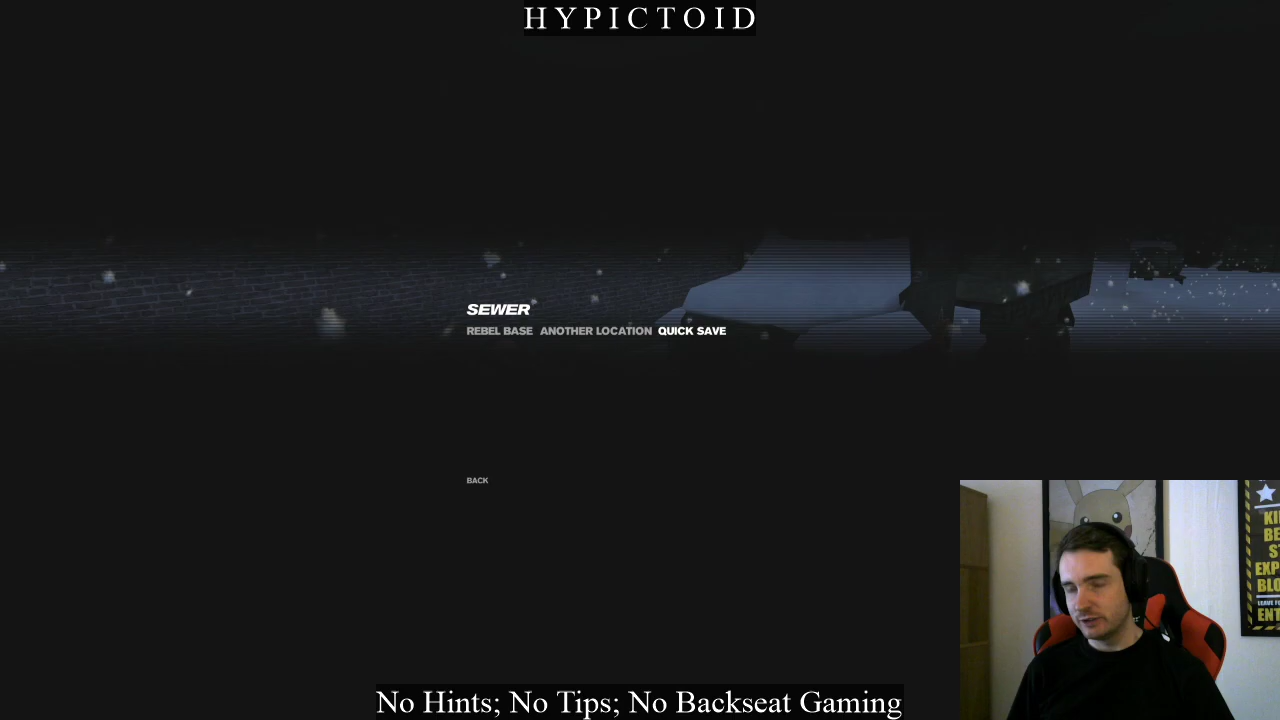 HYPICTOID
SEWER
REBEL BASE ANOTHER LOCATION QUICK SAVE
BACK
No Hints; No Tips; No Backseat Gaming